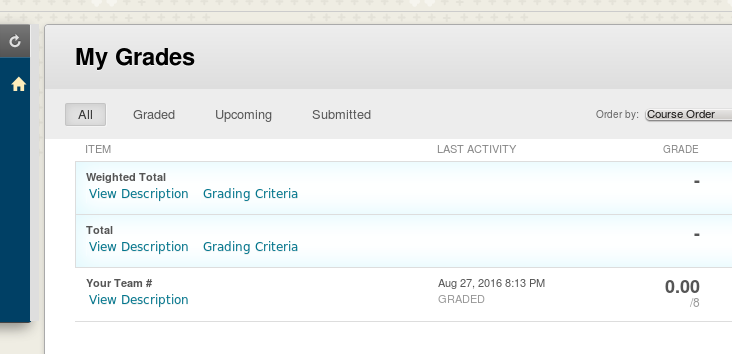 My Grades
All Graded Upcoming Submitted Order by: Course Order
ITEM LAST ACTIVITY GRADE
Weighted Total -
View Description Grading Criteria
Total -
View Description Grading Criteria
Your Team # Aug 27, 2016 8:13 PM 0.00
View Description GRADED /8